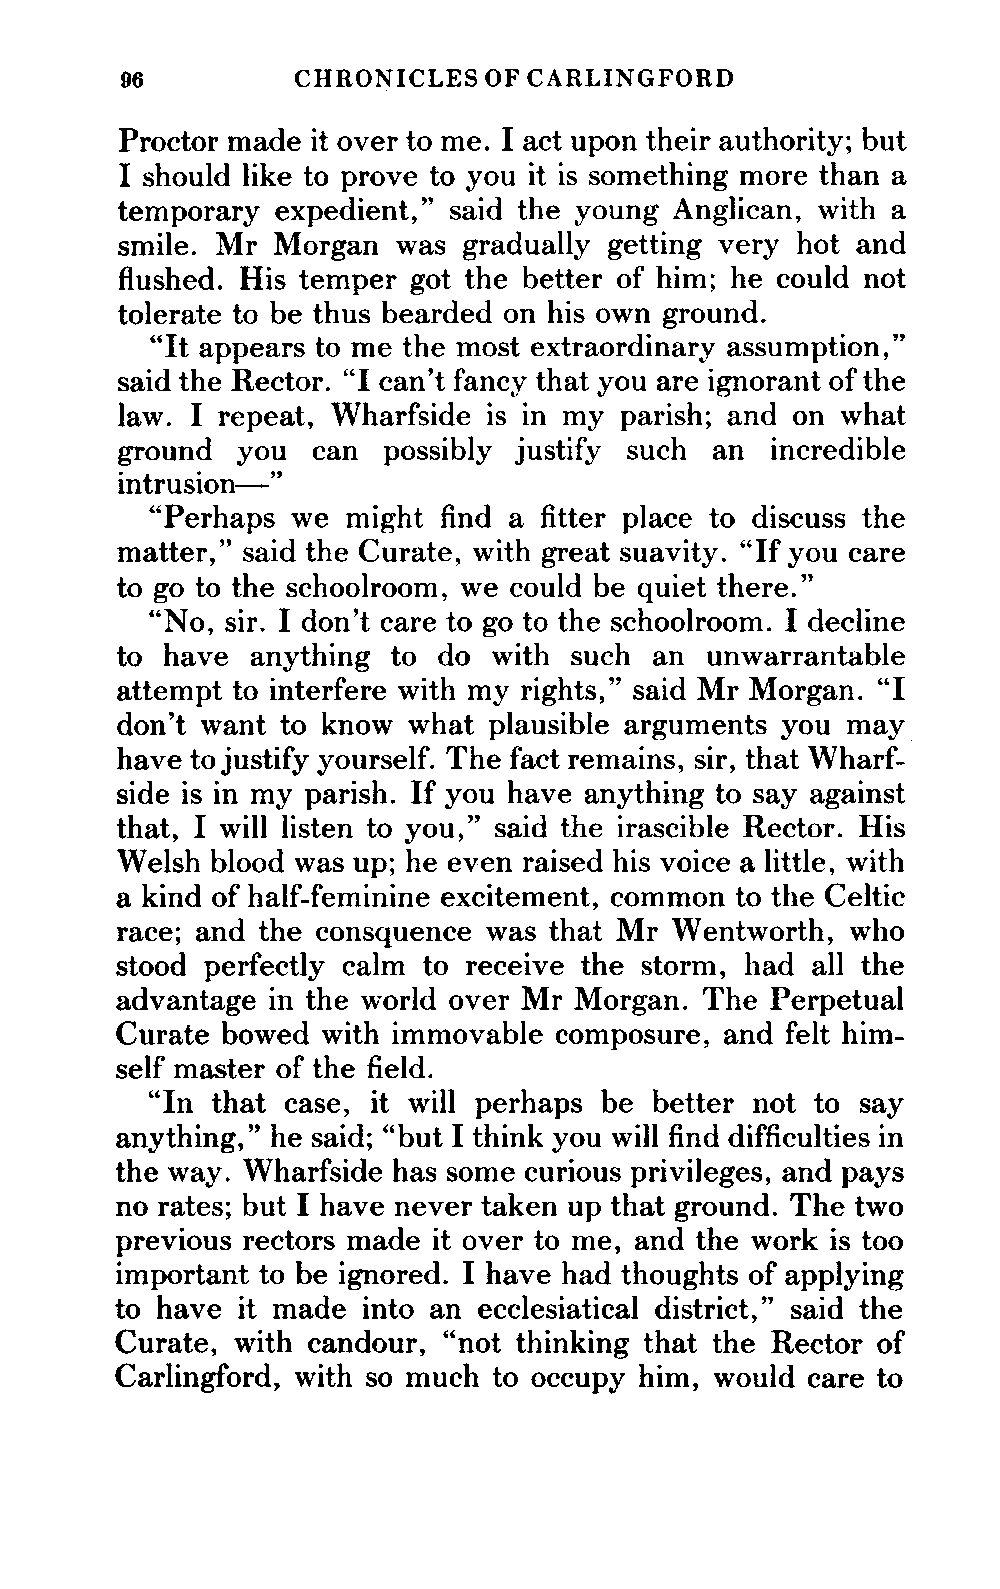 96 CHRONICLES OF CARLINGFORD
Proctor made it over to me. I act upon their authority; but
I should like to prove to you it is something more than a
temporary expedient,” said the young Anglican, with a
smile. Mr Morgan was gradually getting very hot and
flushed. His temper got the better of him; he could not
tolerate to be thus bearded on his own ground.
“It appears to me the most extraordinary assumption,”
said the Rector. “I can’t fancy that you are ignorant of the
law. I repeat, Wharfside is in my parish; and on what
ground you can possibly justify such an incredible
intrusion—”
“Perhaps we might find a fitter place to discuss the
matter,” said the Curate, with great suavity. “If you care
to go to the schoolroom, we could be quiet there.”
“No, sir. I don’t care to go to the schoolroom. I decline
to have anything to do with such an unwarrantable
attempt to interfere with my rights,” said Mr Morgan. “I
don’t want to know what plausible arguments you may
have to justify yourself. The fact remains, sir, that Wharf-
side is in my parish. If you have anything to say against
that, I will listen to you,” said the irascible Rector. His
Welsh blood was up; he even raised his voice a little, with
a kind of half-feminine excitement, common to the Celtic
race; and the consquence was that Mr Wentworth, who
stood perfectly calm to receive the storm, had all the
advantage in the world over Mr Morgan. The Perpetual
Curate bowed with immovable composure, and felt him-
self master of the field.
“In that case, it will perhaps be better not to say
anything,” he said; “but I think you will find difficulties in
the way. Wharfside has some curious privileges, and pays
no rates; but I have never taken up that ground. The two
previous rectors made it over to me, and the work is too
important to be ignored. I have had thoughts of applying
to have it made into an ecclesiatical district,” said the
Curate, with candour, “not thinking that the Rector of
Carlingford, with so much to occupy him, would care to